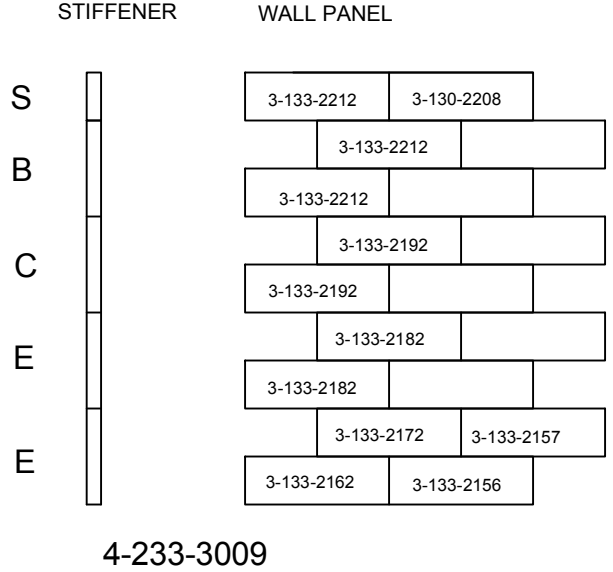 STIFFENER WALL PANEL
S 3-133-2212 3-130-2208
3-133-2212
B
3-133-2212
3-133-2192
C
3-133-2192
3-133-2182
E
3-133-2182
3-133-2172 3-133-2157
E
3-133-2162 3-133-2156
4-233-3009